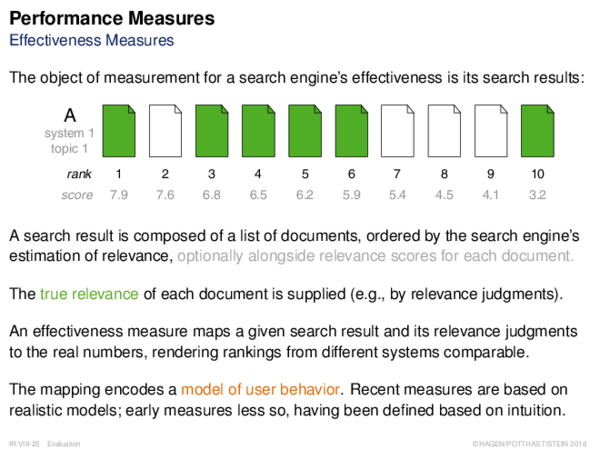 Performance Measures
Effectiveness Measures
The object of measurement for a search engine's effectiveness is its search results:
A
system 1
topic 1
rank 1 2 3 4 5 6 7 8 9 10
score 7.9 7.6 6.8 6.5 6.2 5.9 5.4 4.5 4.1 3.2
A search result is composed of a list of documents, ordered by the search engine's
estimation of relevance, optionally alongside relevance scores for each document.
The true relevance of each document is supplied (e.g., by relevance judgments).
An effectiveness measure maps a given search result and its relevance judgments
to the real numbers, rendering rankings from different systems comparable.
The mapping encodes a model of user behavior. Recent measures are based on
realistic models; early measures less so, having been defined based on intuition.
IR:VIII-25 Evaluation ©HAGEN/POTTHAST/STEIN 2018